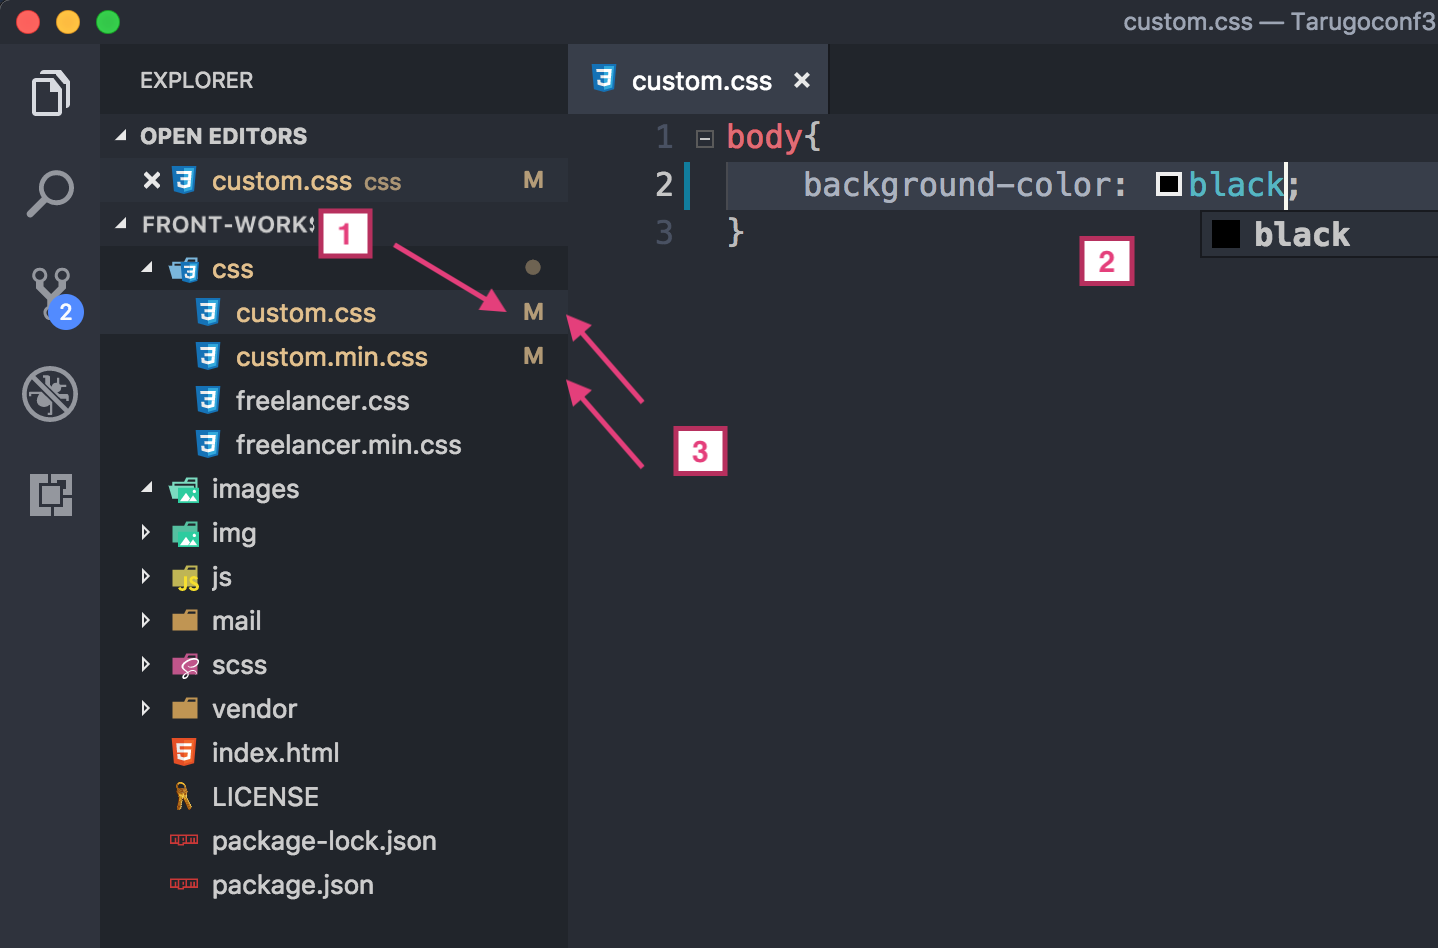 custom.css — Tarugoconf3
EXPLORER
custom.css ×
OPEN EDITORS
× custom.css css M
FRONT-WORKS
1
css
custom.css M
custom.min.css M
freelancer.css
freelancer.min.css
images
img
js
mail
scss
vendor
index.html
LICENSE
package-lock.json
package.json
2
1 body{
2 background-color: black;
3 }
black
2
3